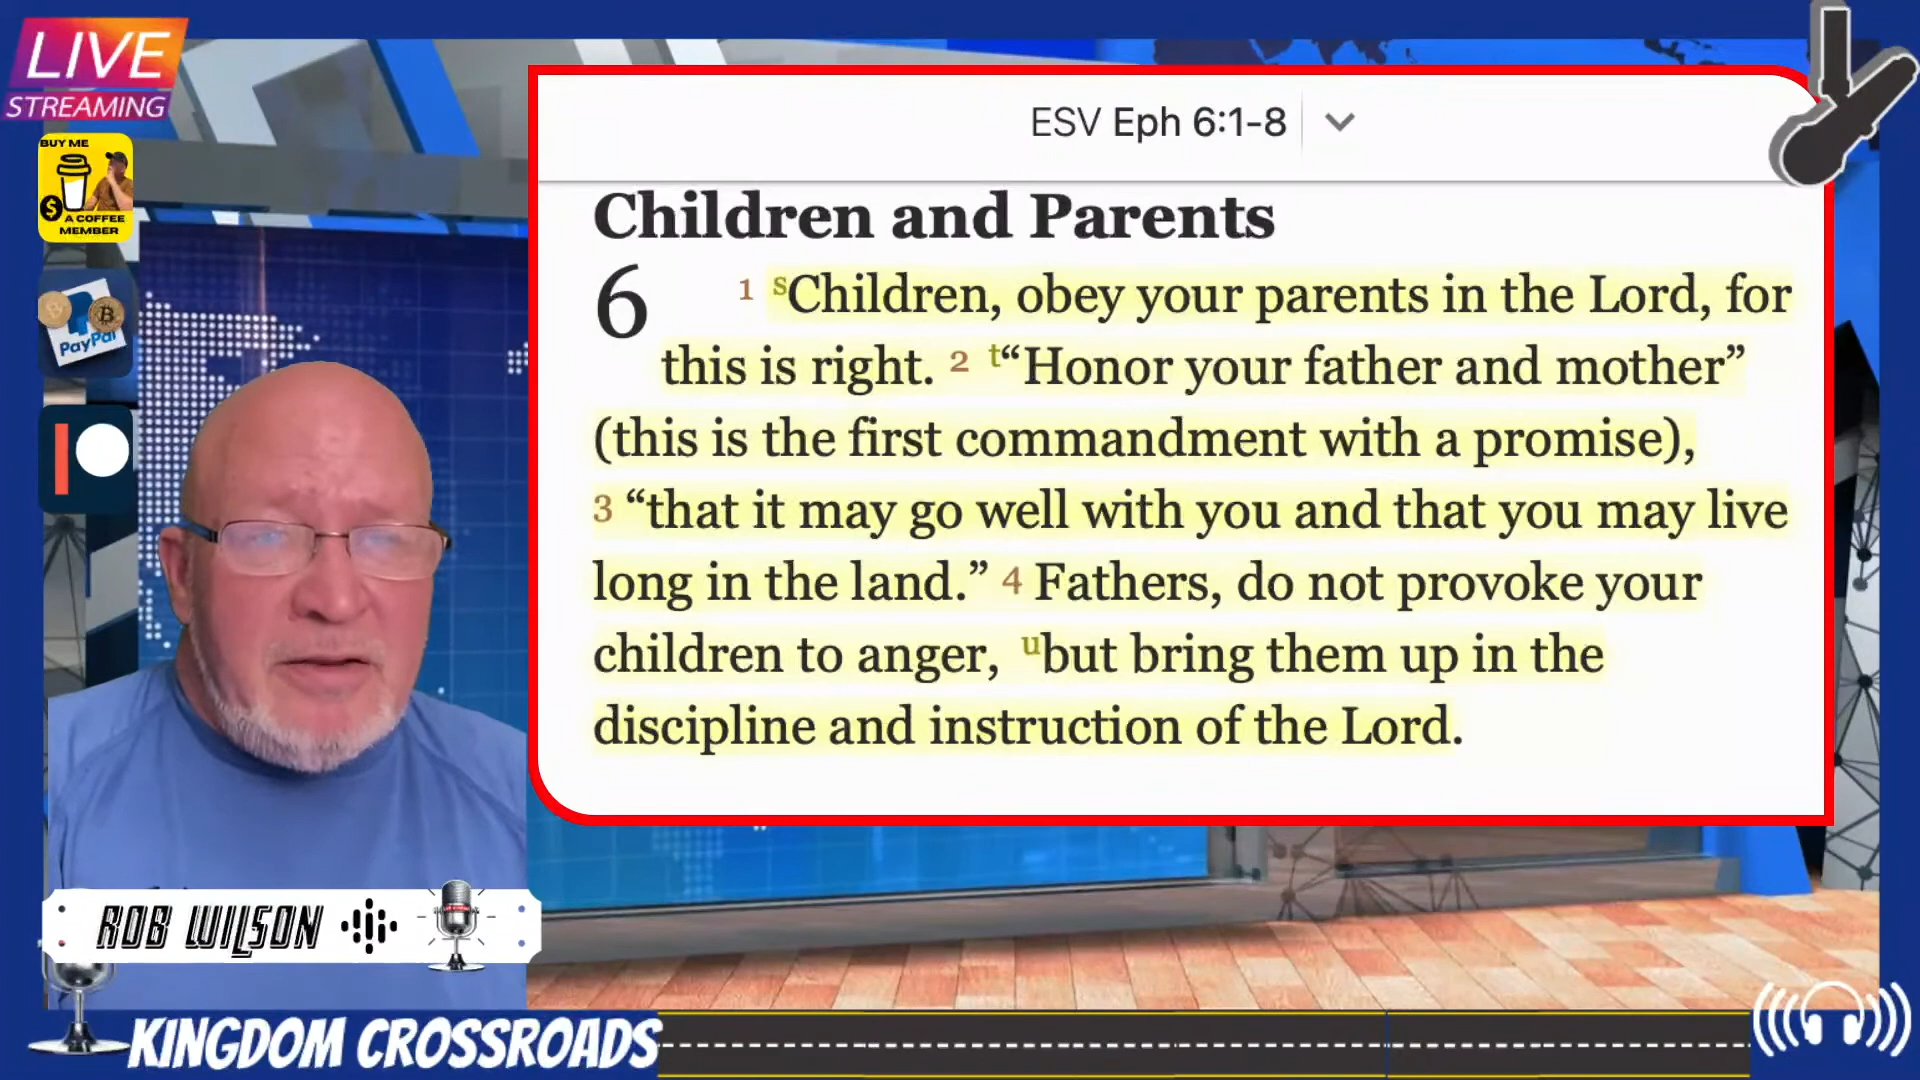 LIVE
STREAMING
BUY ME
$
A COFFEE
MEMBER
PayPal
ESV Eph 6:1-8
Children and Parents
6 1 sChildren, obey your parents in the Lord, for
this is right. 2 t“Honor your father and mother”
(this is the first commandment with a promise),
3 “that it may go well with you and that you may live
long in the land.” 4 Fathers, do not provoke your
children to anger, ubut bring them up in the
discipline and instruction of the Lord.
ROB WILSON
KINGDOM CROSSROADS